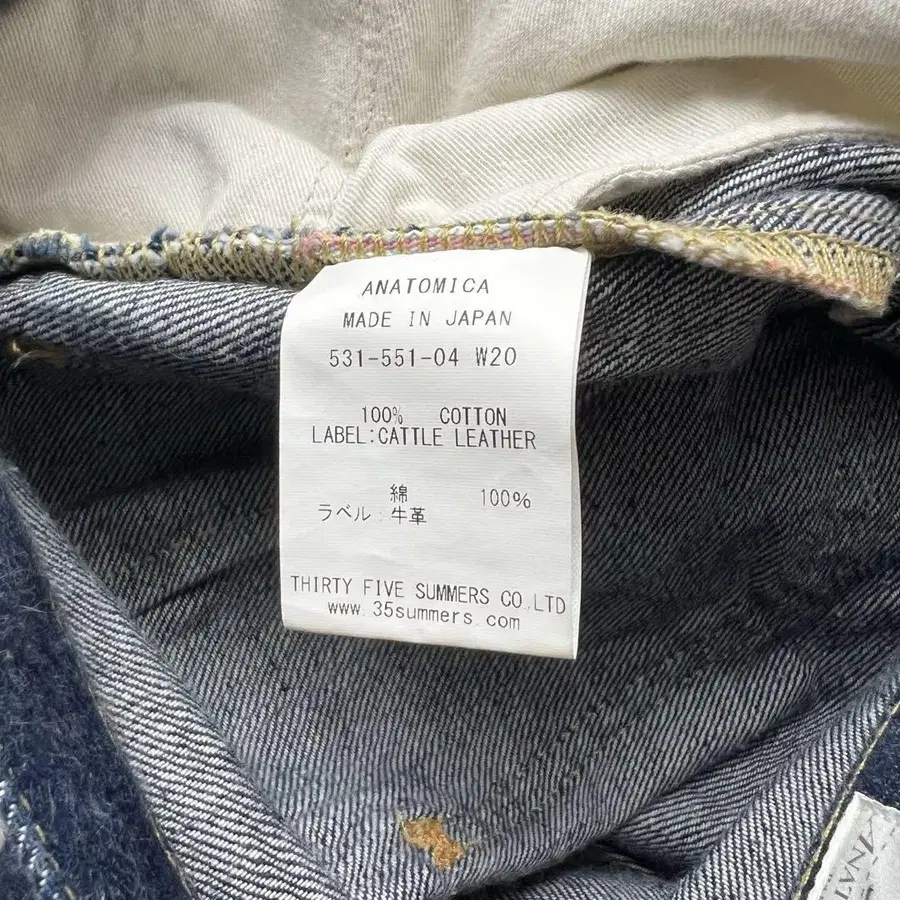 ANATOMICA
MADE IN JAPAN
531-551-04 W20
100% COTTON
LABEL:CATTLE LEATHER
綿 100%
ラベル:牛革
THIRTY FIVE SUMMERS CO.,LTD
www.35summers.com